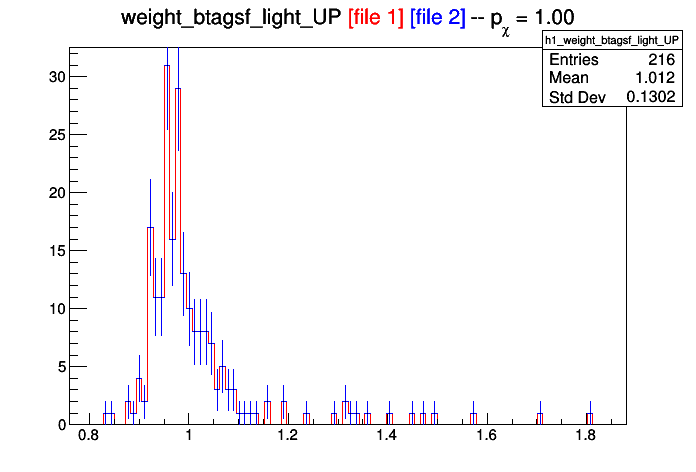 weight_btagsf_light_UP [file 1] [file 2] -- pχ = 1.00
h1_weight_btagsf_light_UP
Entries 216
Mean 1.012
Std Dev 0.1302
30
25
20
15
10
5
0
0.8 1 1.2 1.4 1.6 1.8